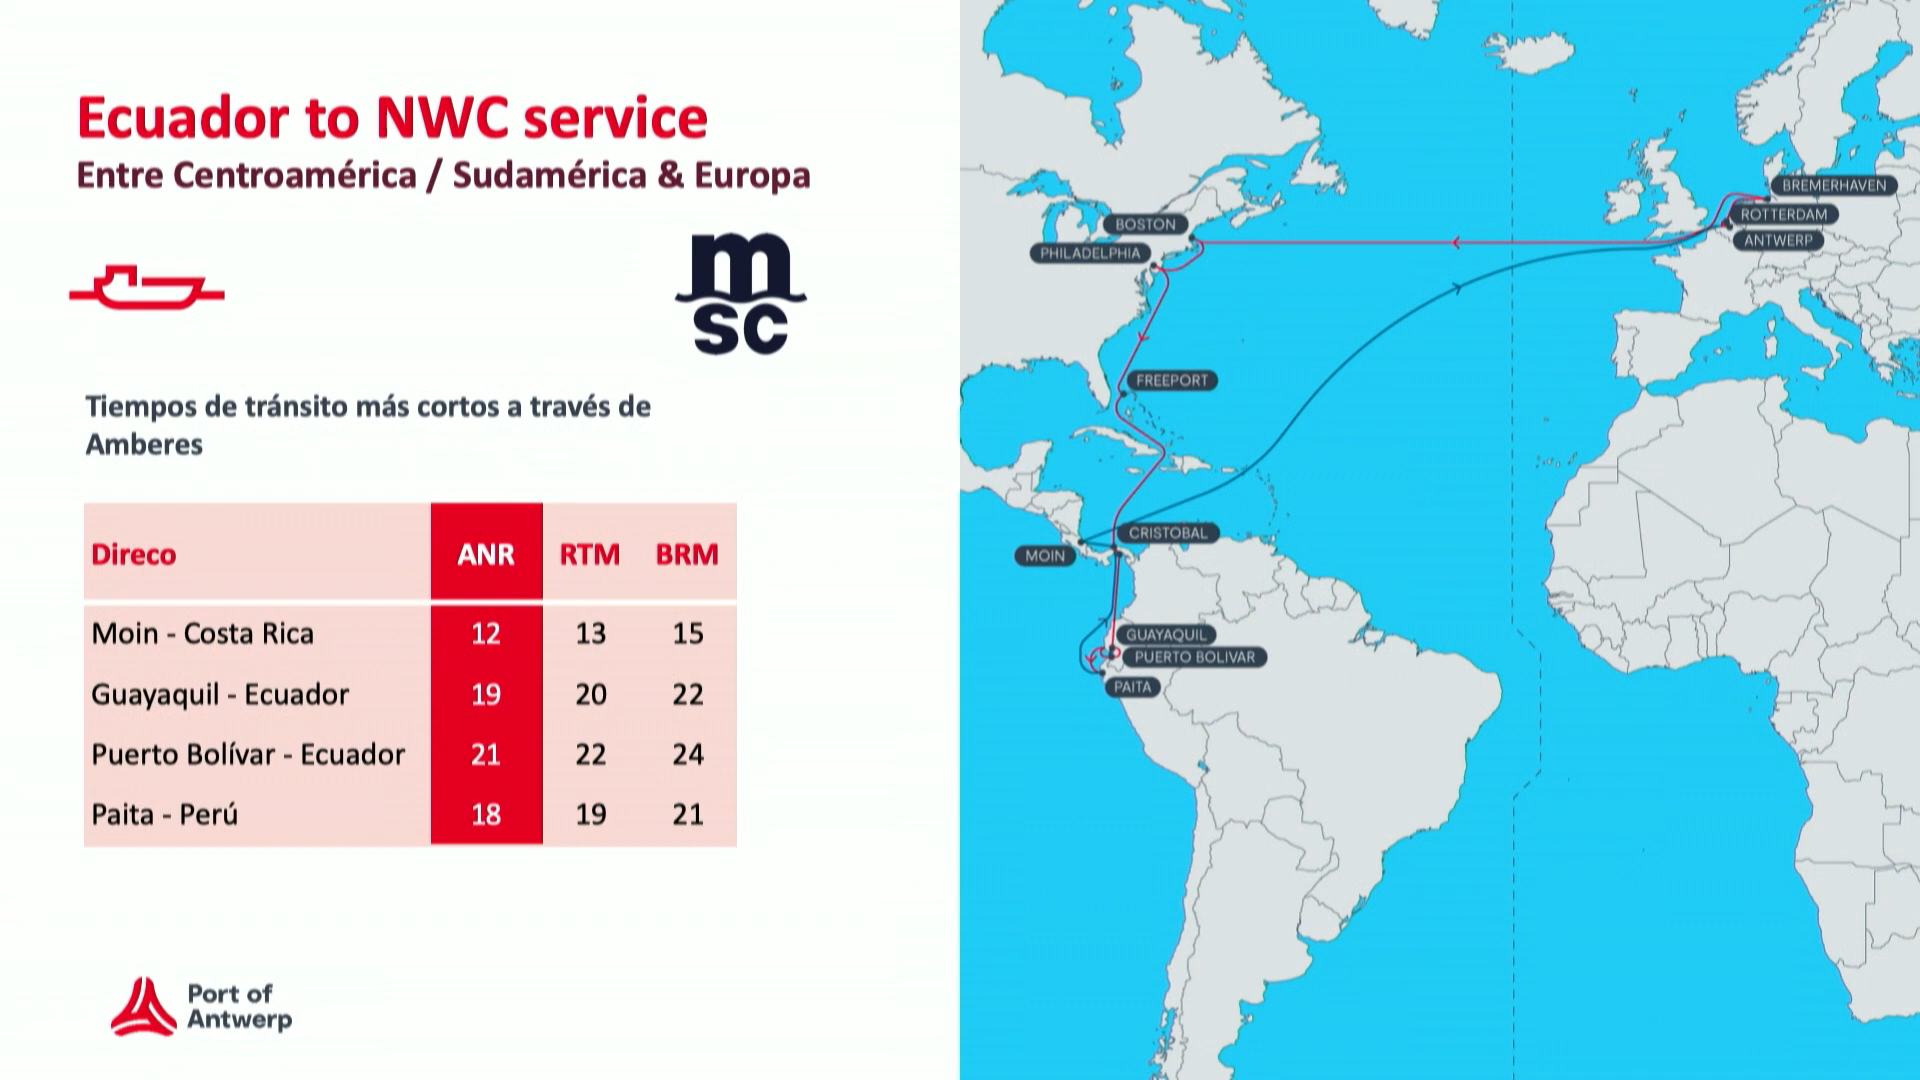 Ecuador to NWC service
Entre Centroamérica / Sudamérica & Europa
msc
Tiempos de tránsito más cortos a través de
Amberes
Direco ANR RTM BRM
Moin - Costa Rica 12 13 15
Guayaquil - Ecuador 19 20 22
Puerto Bolívar - Ecuador 21 22 24
Paita - Perú 18 19 21
Port of
Antwerp
BREMERHAVEN
ROTTERDAM
ANTWERP
BOSTON
PHILADELPHIA
FREEPORT
CRISTOBAL
MOIN
GUAYAQUIL
PUERTO BOLIVAR
PAITA